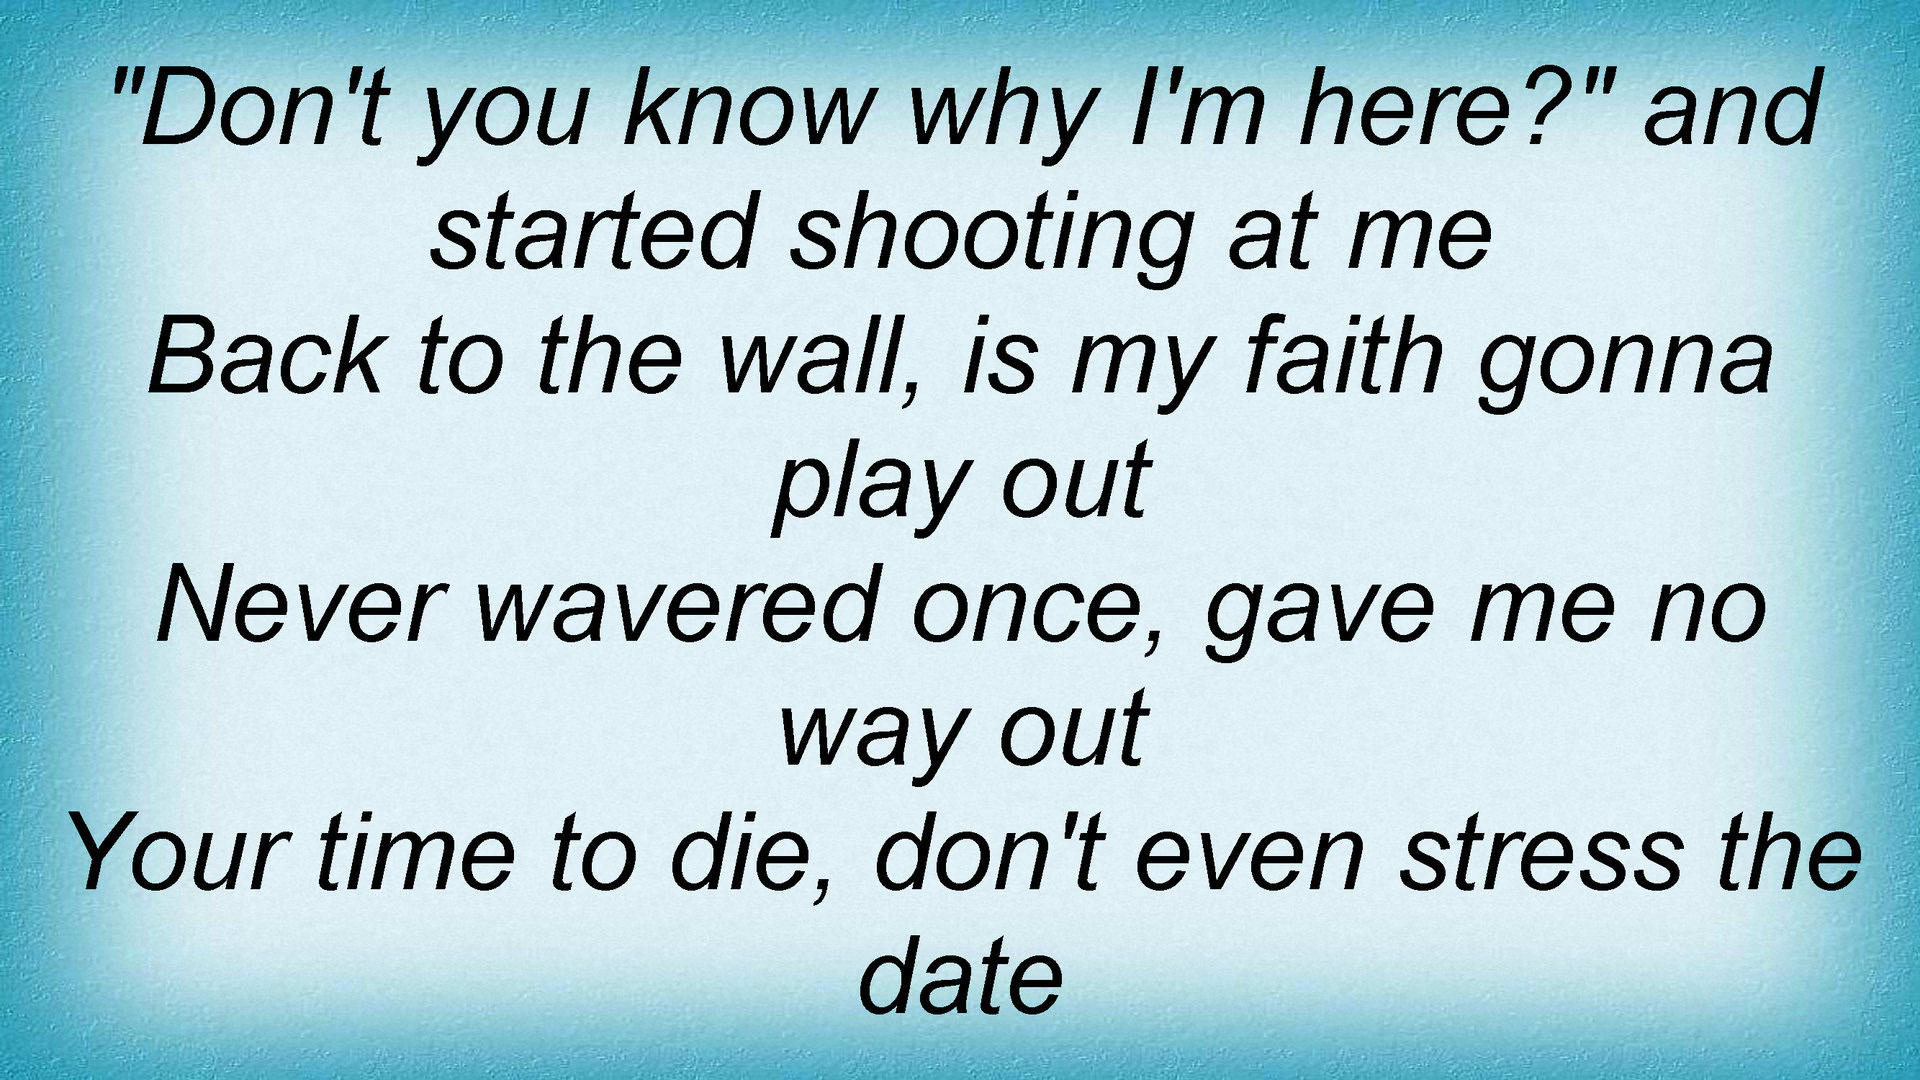 "Don't you know why I'm here?" and
started shooting at me
Back to the wall, is my faith gonna
play out
Never wavered once, gave me no
way out
Your time to die, don't even stress the
date